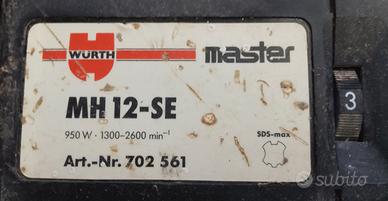 WÜRTH master
MH 12-SE
950 W · 1300-2600 min⁻¹
Art.-Nr. 702 561
SDS-max
3
subito